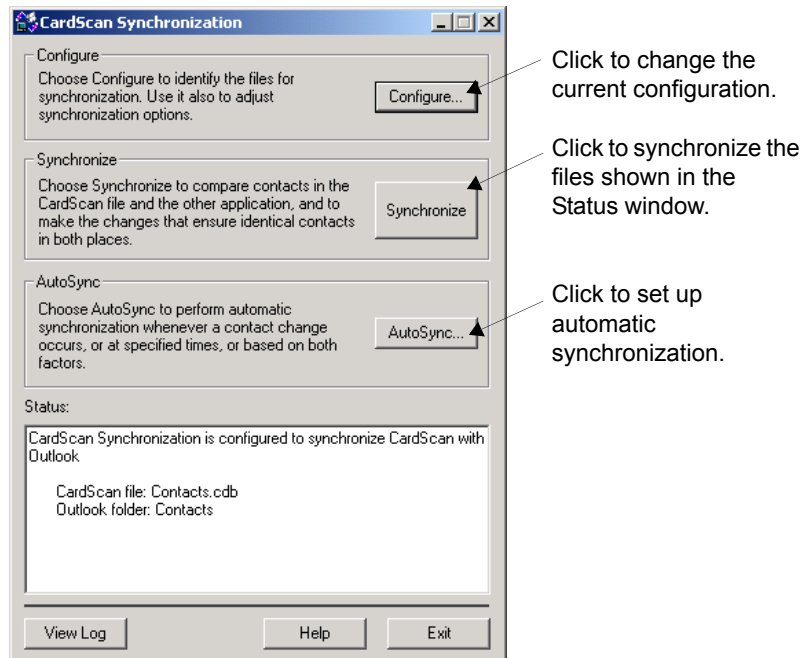 CardScan Synchronization
Configure
Choose Configure to identify the files for
synchronization. Use it also to adjust
synchronization options.
Configure...
Click to change the
current configuration.
Synchronize
Choose Synchronize to compare contacts in the
CardScan file and the other application, and to
make the changes that ensure identical contacts
in both places.
Synchronize
Click to synchronize the
files shown in the
Status window.
AutoSync
Choose AutoSync to perform automatic
synchronization whenever a contact change
occurs, or at specified times, or based on both
factors.
AutoSync...
Click to set up
automatic
synchronization.
Status:
CardScan Synchronization is configured to synchronize CardScan with
Outlook
CardScan file: Contacts.cdb
Outlook folder: Contacts
View Log
Help
Exit